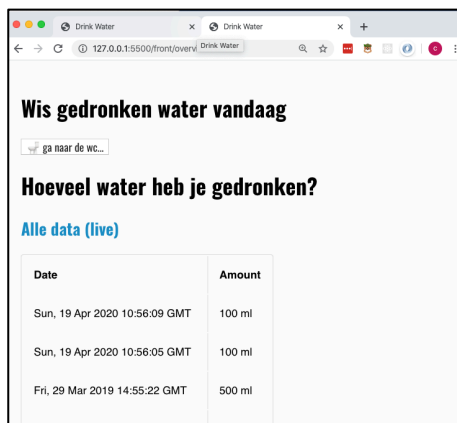 Drink Water
Drink Water
127.0.0.1:5500/front/overv
Drink Water
Wis gedronken water vandaag
ga naar de wc...
Hoeveel water heb je gedronken?
Alle data (live)
Date Amount
Sun, 19 Apr 2020 10:56:09 GMT 100 ml
Sun, 19 Apr 2020 10:56:05 GMT 100 ml
Fri, 29 Mar 2019 14:55:22 GMT 500 ml